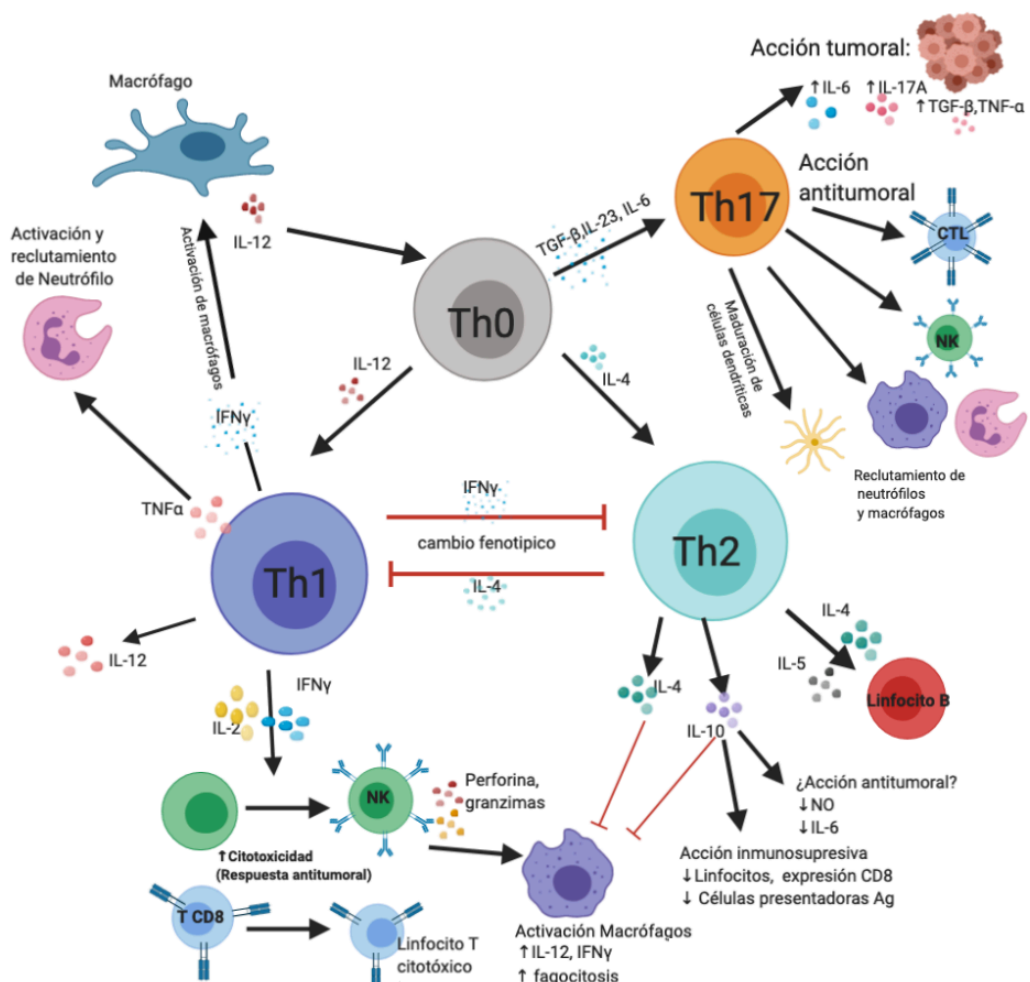 Acción tumoral:
↑IL-6
↑IL-17A
↑TGF-β,TNF-α
Macrófago
IL-12
Activación y
reclutamiento
de Neutrófilo
Activación de macrófagos
IFNγ
TNFα
Th0
TGF-β,IL-23, IL-6
Th17
Acción
antitumoral
CTL
NK
Maduración de
células dendríticas
Reclutamiento de
neutrófilos
y macrófagos
IL-12
IL-4
Th1
IFNγ
cambio fenotipico
IL-4
Th2
IL-12
IFNγ
IL-2
NK
Perforina,
granzimas
↑Citotoxicidad
(Respuesta antitumoral)
T CD8
Linfocito T
citotóxico
Activación Macrófagos
↑IL-12, IFNγ
↑ fagocitosis
IL-4
IL-10
IL-4
IL-5
Linfocito B
¿Acción antitumoral?
↓NO
↓IL-6
Acción inmunosupresiva
↓Linfocitos, expresión CD8
↓ Células presentadoras Ag